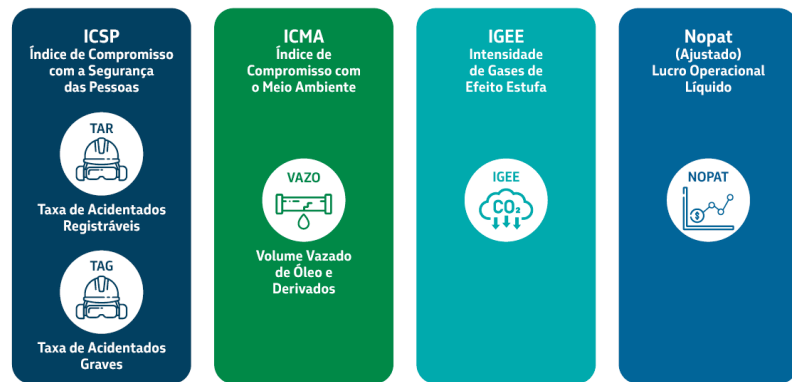 ICSP
Índice de Compromisso
com a Segurança
das Pessoas
TAR
Taxa de Acidentados
Registráveis
TAG
Taxa de Acidentados
Graves
ICMA
Índice de
Compromisso com
o Meio Ambiente
VAZO
Volume Vazado
de Óleo e
Derivados
IGEE
Intensidade
de Gases de
Efeito Estufa
IGEE
CO₂
Nopat
(Ajustado)
Lucro Operacional
Líquido
NOPAT
$